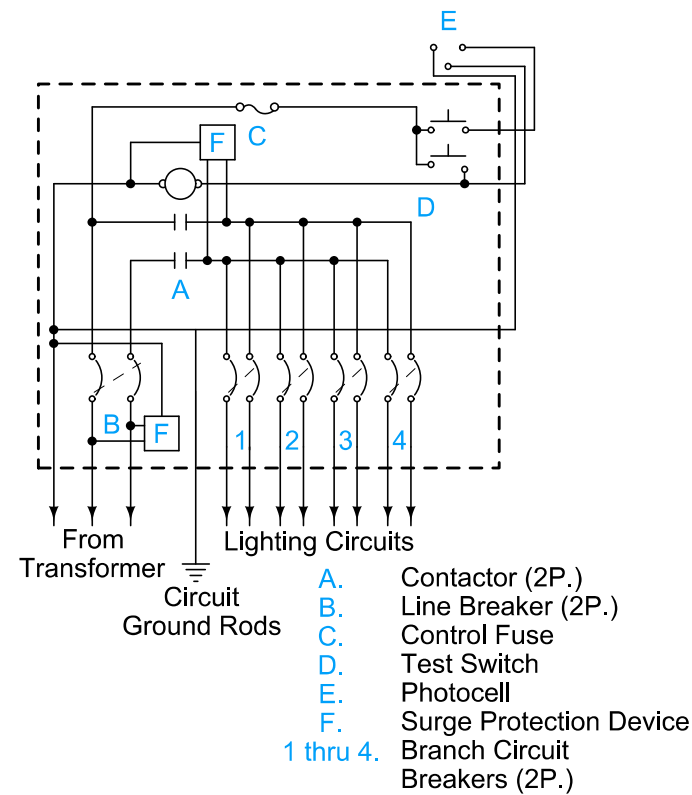 E
C
F
D
A
B
F
1
2
3
4
From
Transformer
Circuit
Ground Rods
Lighting Circuits
A. Contactor (2P.)
B. Line Breaker (2P.)
C. Control Fuse
D. Test Switch
E. Photocell
F. Surge Protection Device
1 thru 4. Branch Circuit
Breakers (2P.)